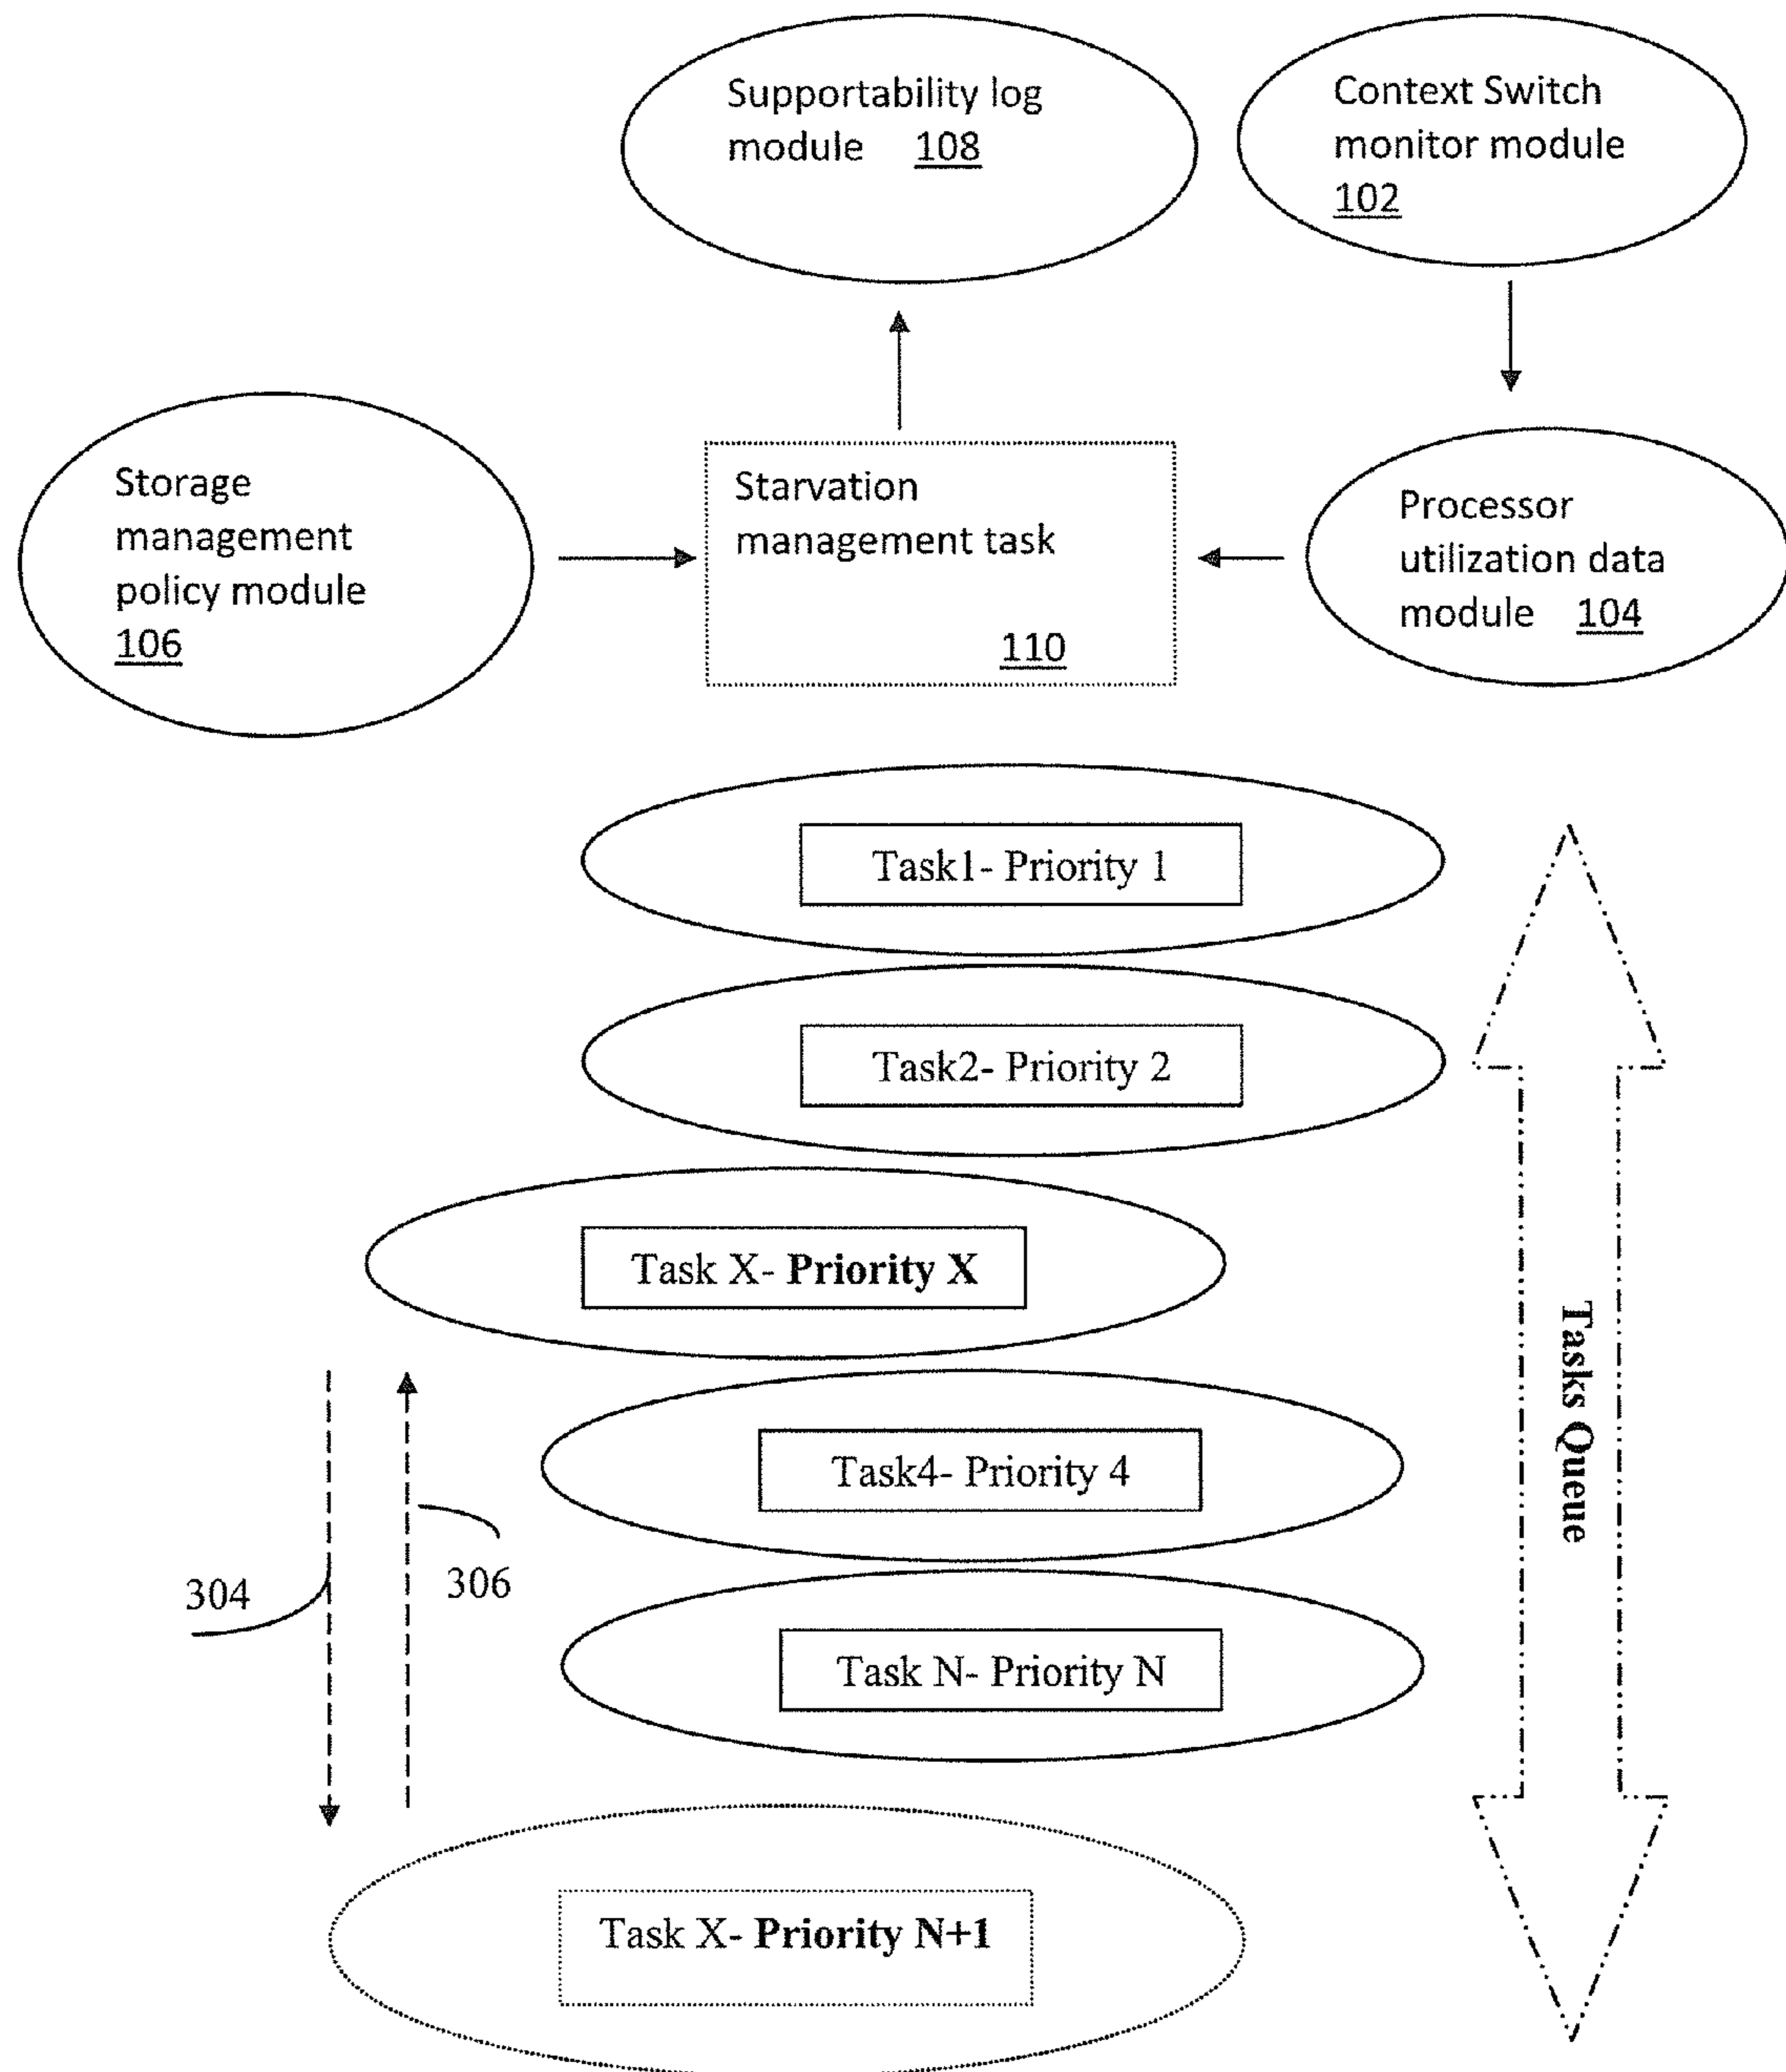 Supportability log
module 108
Context Switch
monitor module
102
Storage
management
policy module
106
Starvation
management task
110
Processor
utilization data
module 104
Task1- Priority 1
Task2- Priority 2
Task X- Priority X
Task4- Priority 4
Task N- Priority N
Task X- Priority N+1
304
306
Tasks Queue